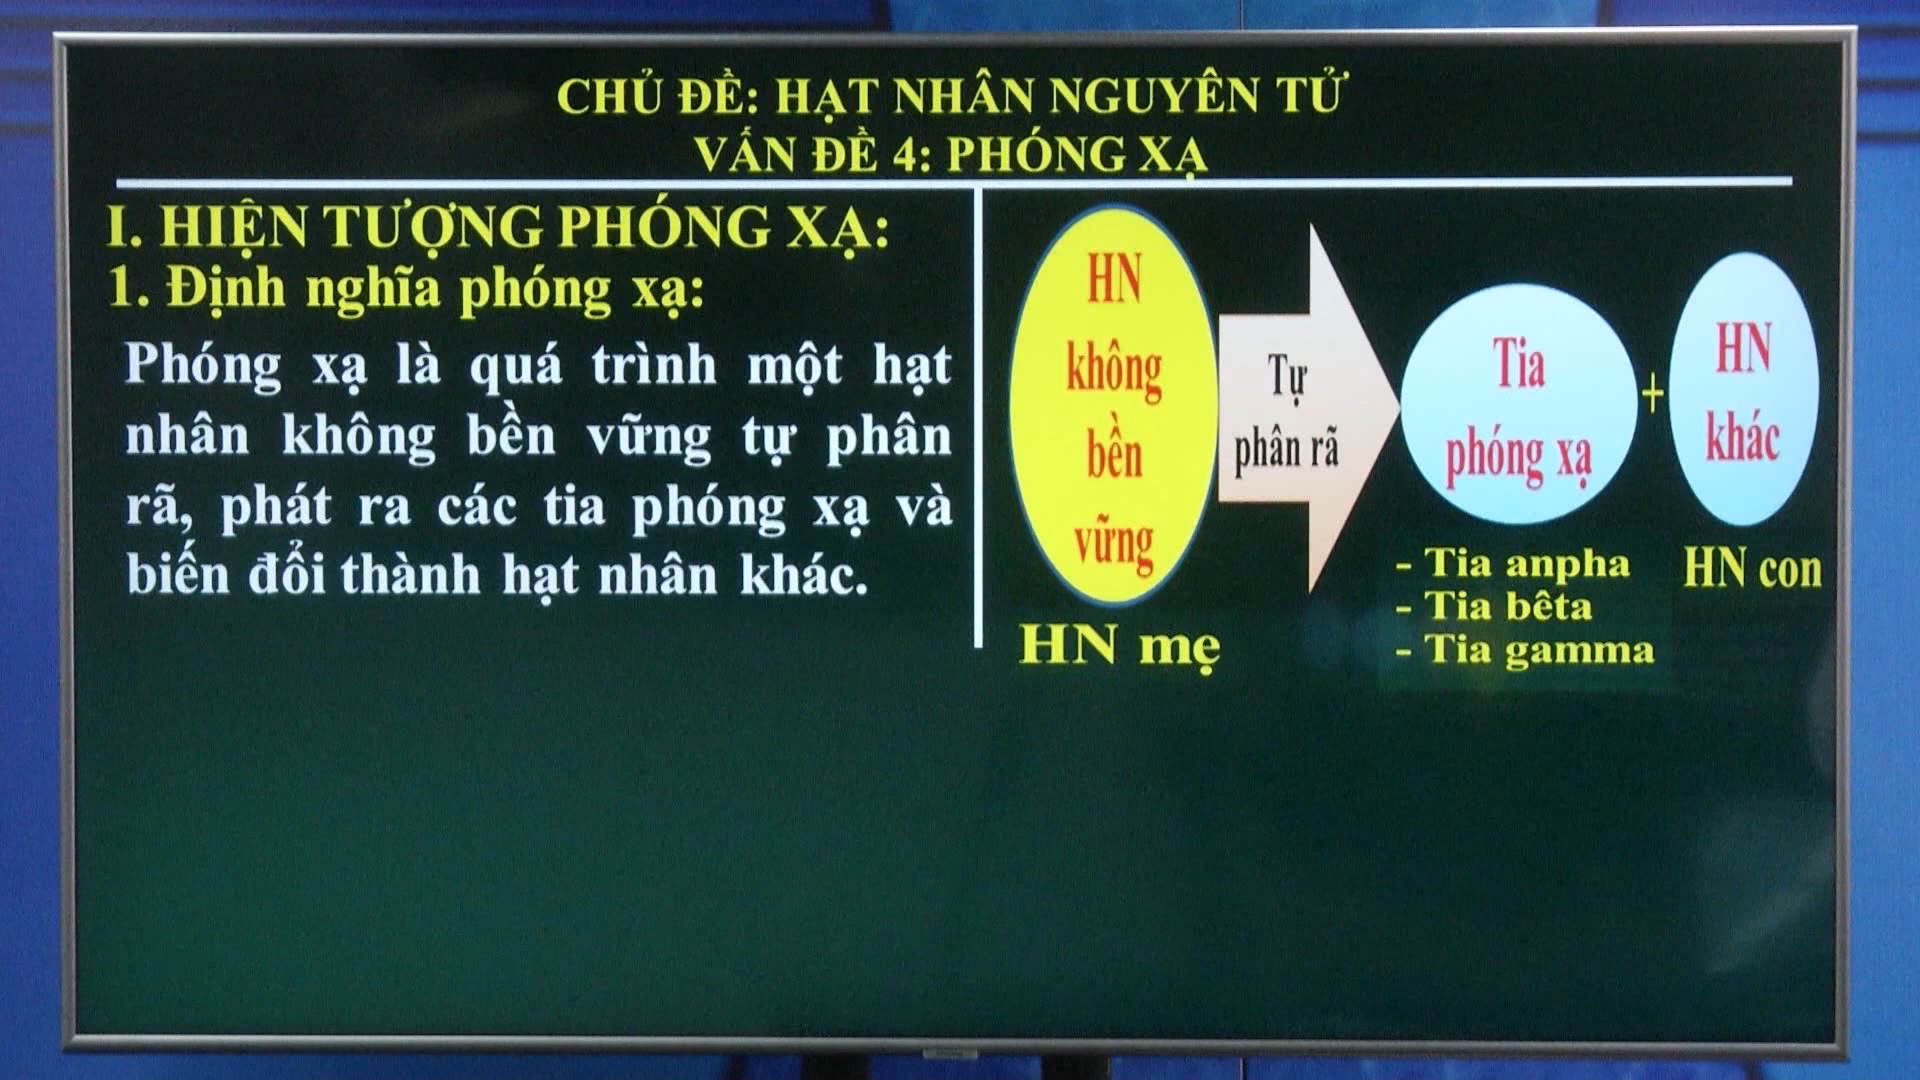 CHỦ ĐỀ: HẠT NHÂN NGUYÊN TỬ
VẤN ĐỀ 4: PHÓNG XẠ
I. HIỆN TƯỢNG PHÓNG XẠ:
1. Định nghĩa phóng xạ:
Phóng xạ là quá trình một hạt
nhân không bền vững tự phân
rã, phát ra các tia phóng xạ và
biến đổi thành hạt nhân khác.
HN
không
bền
vững
HN mẹ
Tự
phân rã
Tia
phóng xạ
- Tia anpha
- Tia bêta
- Tia gamma
+
HN
khác
HN con